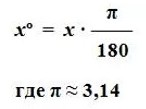 x° = x · π/180
где π ≈ 3,14